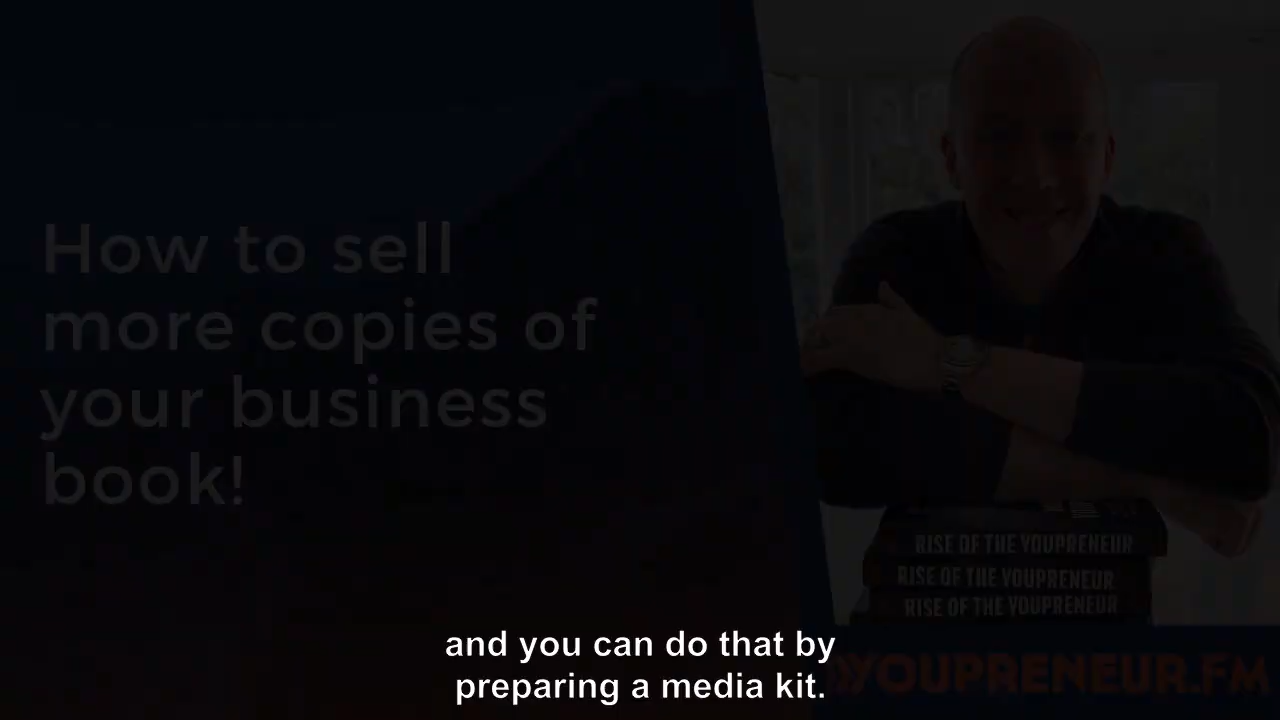 How to sell
more copies of
your business
book!
RISE OF THE YOUPRENEUR
RISE OF THE YOUPRENEUR
RISE OF THE YOUPRENEUR
YOUPRENEUR.FM
and you can do that by
preparing a media kit.